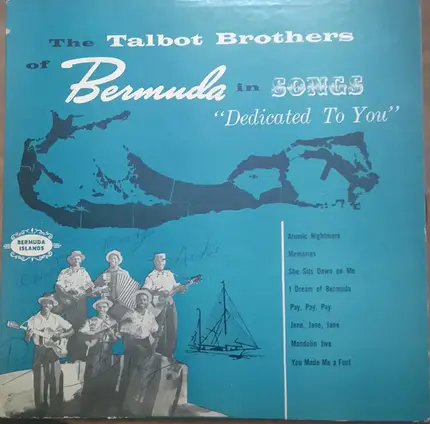 The Talbot Brothers
of Bermuda in SONGS
"Dedicated To You"
BERMUDA
ISLANDS
Atomic Nightmare
Memories
She Sits Down on Me
I Dream of Bermuda
Pay, Pay, Pay
Jane, Jane, Jane
Mandolin Jive
You Made Me a Fool